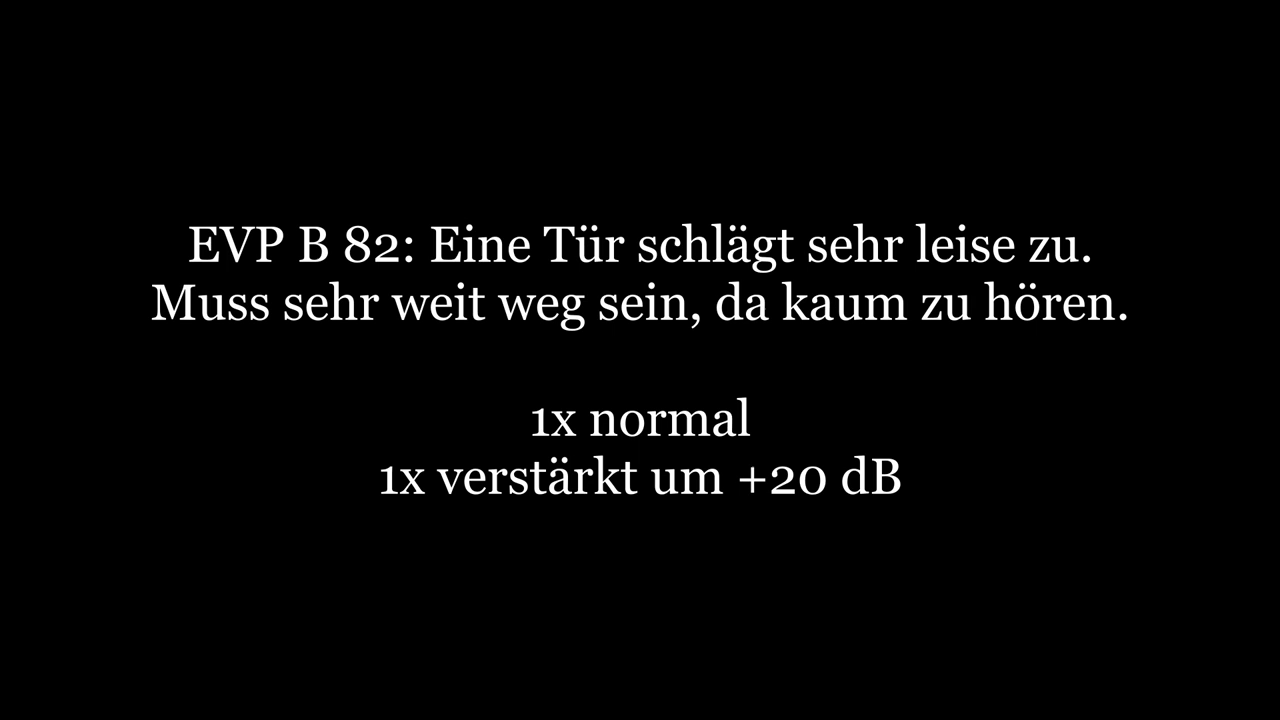 EVP B 82: Eine Tür schlägt sehr leise zu.
Muss sehr weit weg sein, da kaum zu hören.
1x normal
1x verstärkt um +20 dB